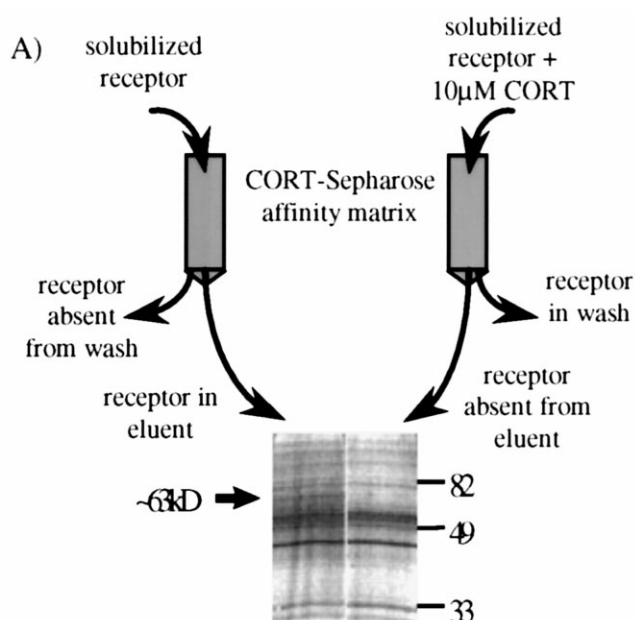 A)
solubilized
receptor
solubilized
receptor +
10µM CORT
CORT-Sepharose
affinity matrix
receptor
absent
from wash
receptor
in wash
receptor in
eluent
receptor
absent from
eluent
~63kD
82
49
33